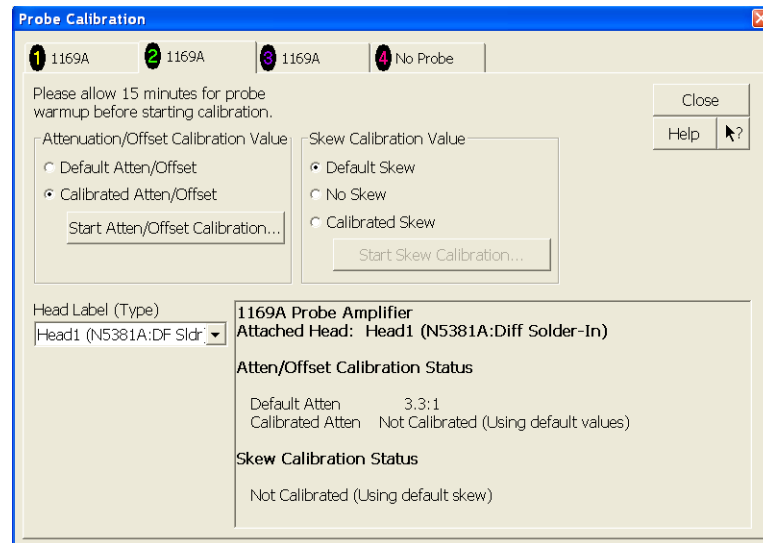 Probe Calibration
1 1169A
2 1169A
3 1169A
4 No Probe
Please allow 15 minutes for probe
warmup before starting calibration.
Close
Help ?
Attenuation/Offset Calibration Value
Default Atten/Offset
Calibrated Atten/Offset
Start Atten/Offset Calibration...
Skew Calibration Value
Default Skew
No Skew
Calibrated Skew
Start Skew Calibration...
Head Label (Type)
Head1 (N5381A:DF Sldr
1169A Probe Amplifier
Attached Head: Head1 (N5381A:Diff Solder-In)
Atten/Offset Calibration Status
Default Atten 3.3:1
Calibrated Atten Not Calibrated (Using default values)
Skew Calibration Status
Not Calibrated (Using default skew)